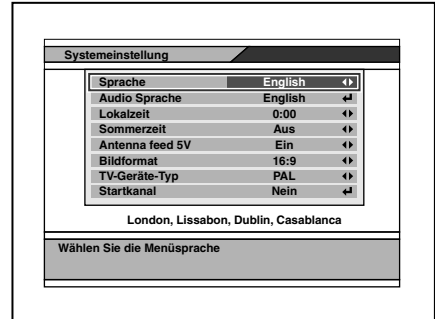 Systemeinstellung
Sprache English
Audio Sprache English
Lokalzeit 0:00
Sommerzeit Aus
Antenna feed 5V Ein
Bildformat 16:9
TV-Geräte-Typ PAL
Startkanal Nein
London, Lissabon, Dublin, Casablanca
Wählen Sie die Menüsprache